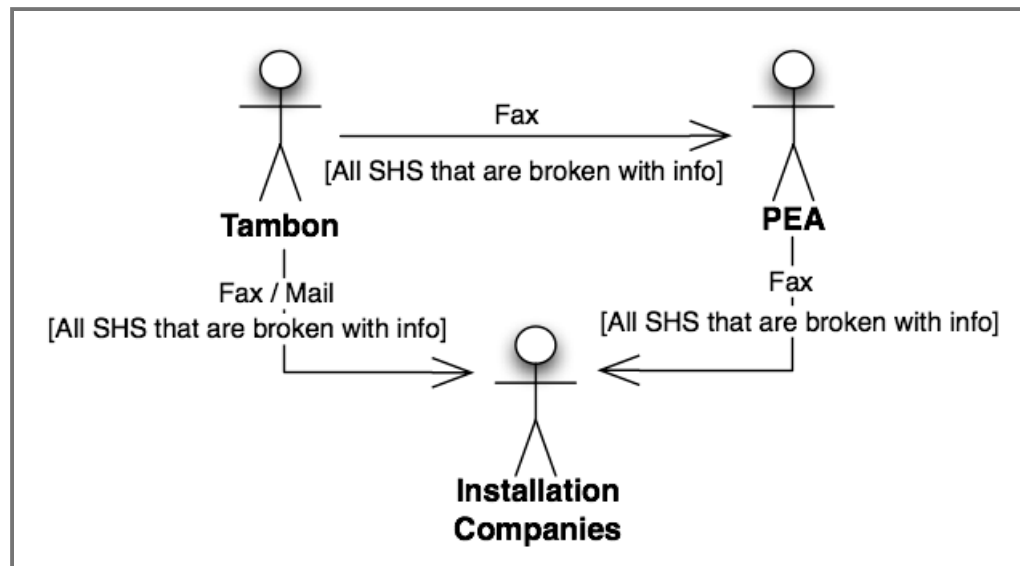 Fax
[All SHS that are broken with info]
Tambon
PEA
Fax / Mail
[All SHS that are broken with info]
Fax
[All SHS that are broken with info]
Installation
Companies